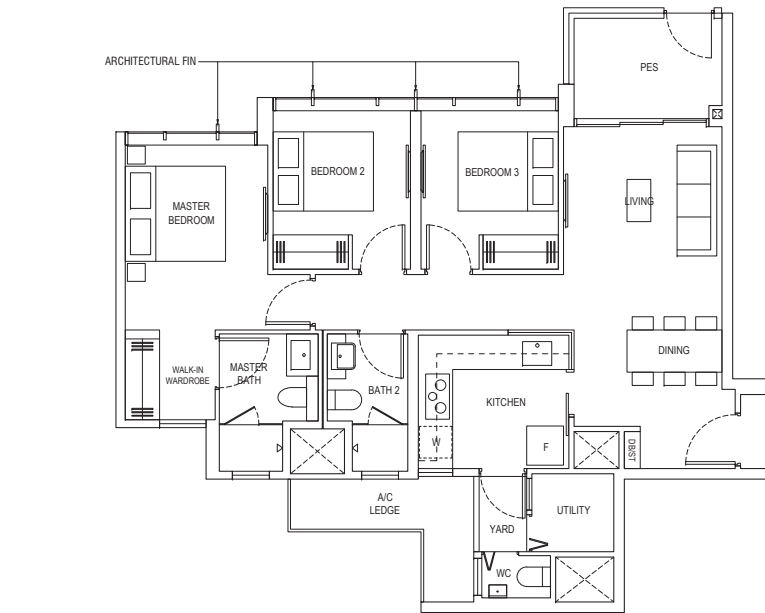 ARCHITECTURAL FIN
PES
BEDROOM 2
BEDROOM 3
MASTER
BEDROOM
LIVING
DINING
WALK-IN
WARDROBE
MASTER
BATH
BATH 2
KITCHEN
W
F
DB/ST
A/C
LEDGE
YARD
UTILITY
WC